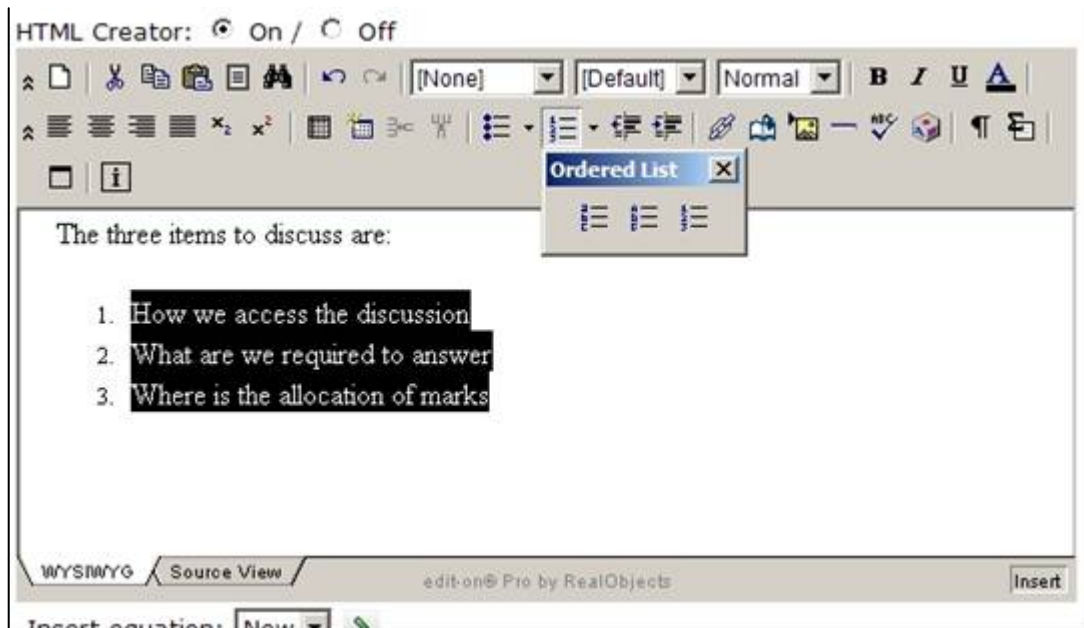 HTML Creator: On / Off
[None] [Default] Normal B I U A
x₂ x²
Ordered List
The three items to discuss are:
1. How we access the discussion
2. What are we required to answer
3. Where is the allocation of marks
WYSIWYG Source View edit-on® Pro by RealObjects Insert
Insert equation: New